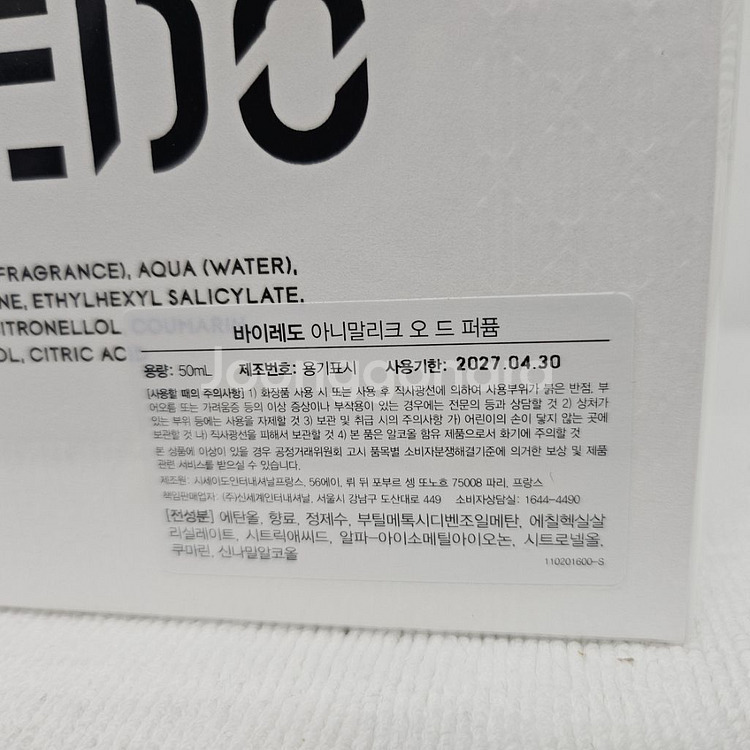 EDO
FRAGRANCE), AQUA (WATER),
NE, ETHYLHEXYL SALICYLATE,
ITRONELLOL, COUMARIN
OL, CITRIC ACID
바이레도 아니말리크 오 드 퍼퓸
용량: 50mL 제조번호: 용기표시 사용기한: 2027.04.30
[사용할 때의 주의사항] 1) 화장품 사용 시 또는 사용 후 직사광선에 의하여 사용부위가 붉은 반점, 부
어오름 또는 가려움증 등의 이상 증상이나 부작용이 있는 경우에는 전문의 등과 상담할 것 2) 상처가
있는 부위 등에는 사용을 자제할 것 3) 보관 및 취급 시의 주의사항 가) 어린이의 손이 닿지 않는 곳에
보관할 것 나) 직사광선을 피해서 보관할 것 4) 본 품은 알코올 함유 제품으로서 화기에 주의할 것
본 상품에 이상이 있을 경우 공정거래위원회 고시 품목별 소비자분쟁해결기준에 의거한 보상 및 제품
관련 서비스를 받으실 수 있습니다.
제조원: 시세이도인터내셔날프랑스, 56에이, 뤼 뒤 포부르 생 또노호 75008 파리, 프랑스
책임판매업자: (주)신세계인터내셔날, 서울시 강남구 도산대로 449 소비자상담실: 1644-4490
[전성분] 에탄올, 향료, 정제수, 부틸메톡시디벤조일메탄, 에칠헥실살
리실레이트, 시트릭애씨드, 알파-아이소메틸아이오논, 시트로넬올,
쿠마린, 신나밀알코올
110201600-S